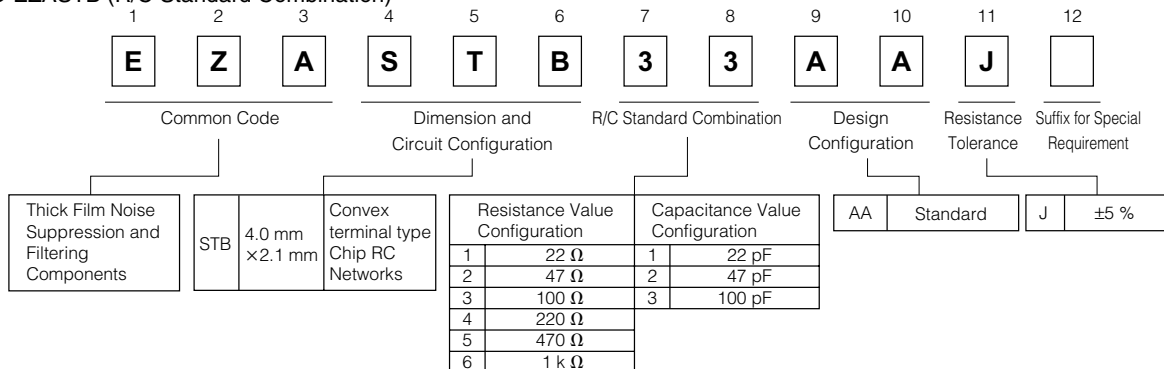 (R/C Standard Combination)
1 2 3 4 5 6 7 8 9 10 11 12
E Z A S T B 3 3 A A J
Common Code
Dimension and
Circuit Configuration
R/C Standard Combination
Design
Configuration
Resistance
Tolerance
Suffix for Special
Requirement
Thick Film Noise
Suppression and
Filtering
Components
STB
4.0 mm
×2.1 mm
Convex
terminal type
Chip RC
Networks
Resistance Value
Configuration
1 22 Ω
2 47 Ω
3 100 Ω
4 220 Ω
5 470 Ω
6 1 k Ω
Capacitance Value
Configuration
1 22 pF
2 47 pF
3 100 pF
AA Standard
J ±5 %